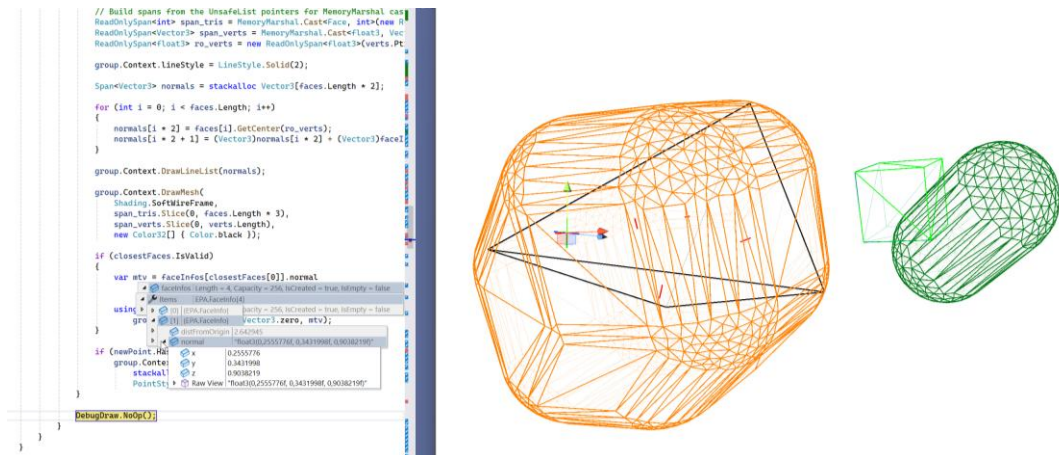 // Build spans from the UnsafeList pointers for MemoryMarshal cas
ReadOnlySpan<int> span_tris = MemoryMarshal.Cast<Face, int>(new R
ReadOnlySpan<Vector3> span_verts = MemoryMarshal.Cast<float3, Vec
ReadOnlySpan<float3> ro_verts = new ReadOnlySpan<float3>(verts.Pt
group.Context.lineStyle = LineStyle.Solid(2);
Span<Vector3> normals = stackalloc Vector3[faces.Length * 2];
for (int i = 0; i < faces.Length; i++)
{
normals[i * 2] = faces[i].GetCenter(ro_verts);
normals[i * 2 + 1] = (Vector3)normals[i * 2] + (Vector3)faceI
}
group.Context.DrawLineList(normals);
group.Context.DrawMesh(
Shading.SoftWireFrame,
span_tris.Slice(0, faces.Length * 3),
span_verts.Slice(0, verts.Length),
new Color32[] { Color.black });
if (closestFaces.IsValid)
{
var mtv = faceInfos[closestFaces[0]].normal
faceInfos Length = 4, Capacity = 256, IsCreated = true, IsEmpty = false
Items {EPA.FaceInfo[4]}
using [0] {EPA.FaceInfo} pacity = 256, IsCreated = true, IsEmpty = false
gro [1] {EPA.FaceInfo} Vector3.zero, mtv);
} distFromOrigin 2.642945
normal "float3(0,2555776f, 0,3431998f, 0,9038219f)"
if (newPoint.Ha x 0.2555776
group.Conte y 0.3431998
stackall z 0.9038219
PointSty Raw View "float3(0,2555776f, 0,3431998f, 0,9038219f)"
}
DebugDraw.NoOp();
}
}
}